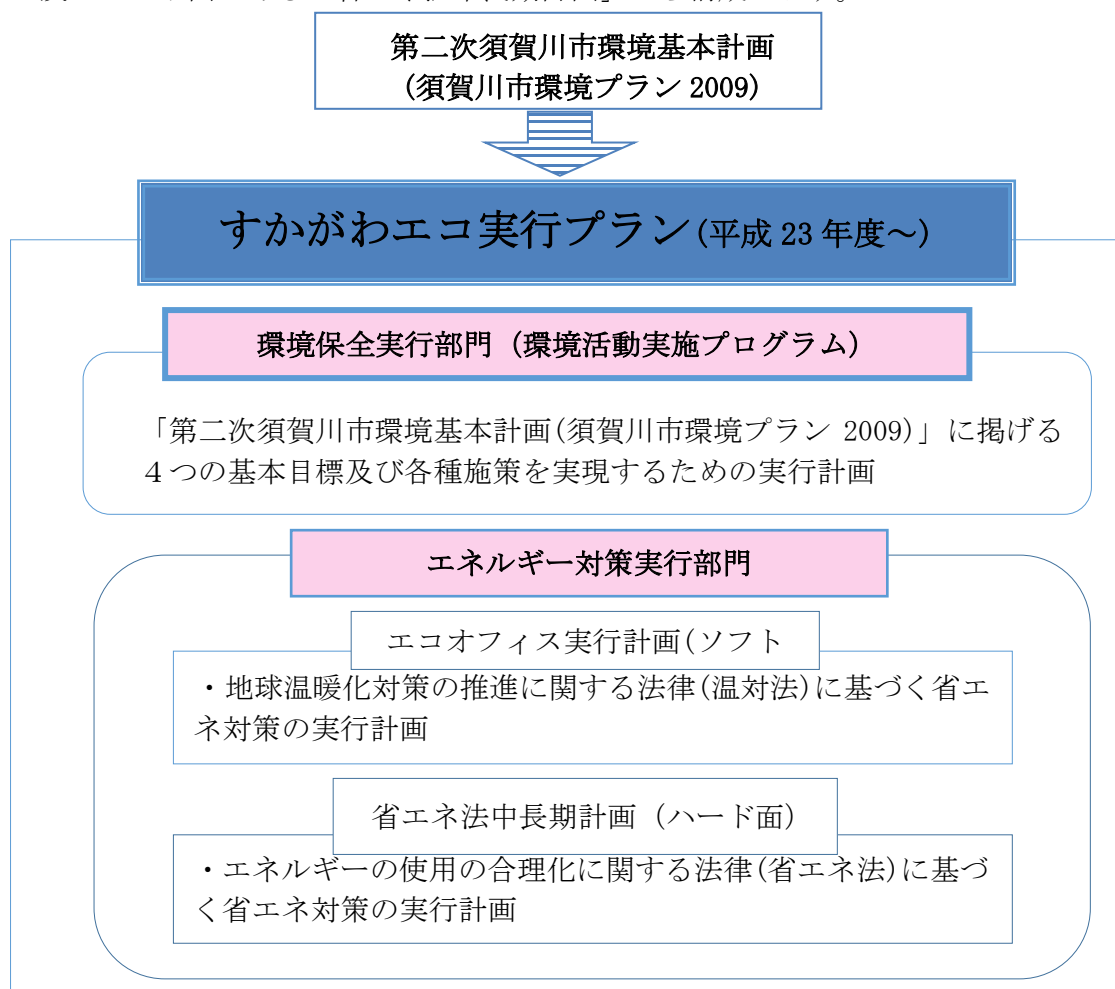 第二次須賀川市環境基本計画
(須賀川市環境プラン 2009)
すかがわエコ実行プラン(平成 23 年度～)
環境保全実行部門（環境活動実施プログラム）
「第二次須賀川市環境基本計画(須賀川市環境プラン 2009)」に掲げる
４つの基本目標及び各種施策を実現するための実行計画
エネルギー対策実行部門
エコオフィス実行計画(ソフト
・地球温暖化対策の推進に関する法律(温対法)に基づく省エ
ネ対策の実行計画
省エネ法中長期計画（ハード面）
・エネルギーの使用の合理化に関する法律(省エネ法)に基づ
く省エネ対策の実行計画